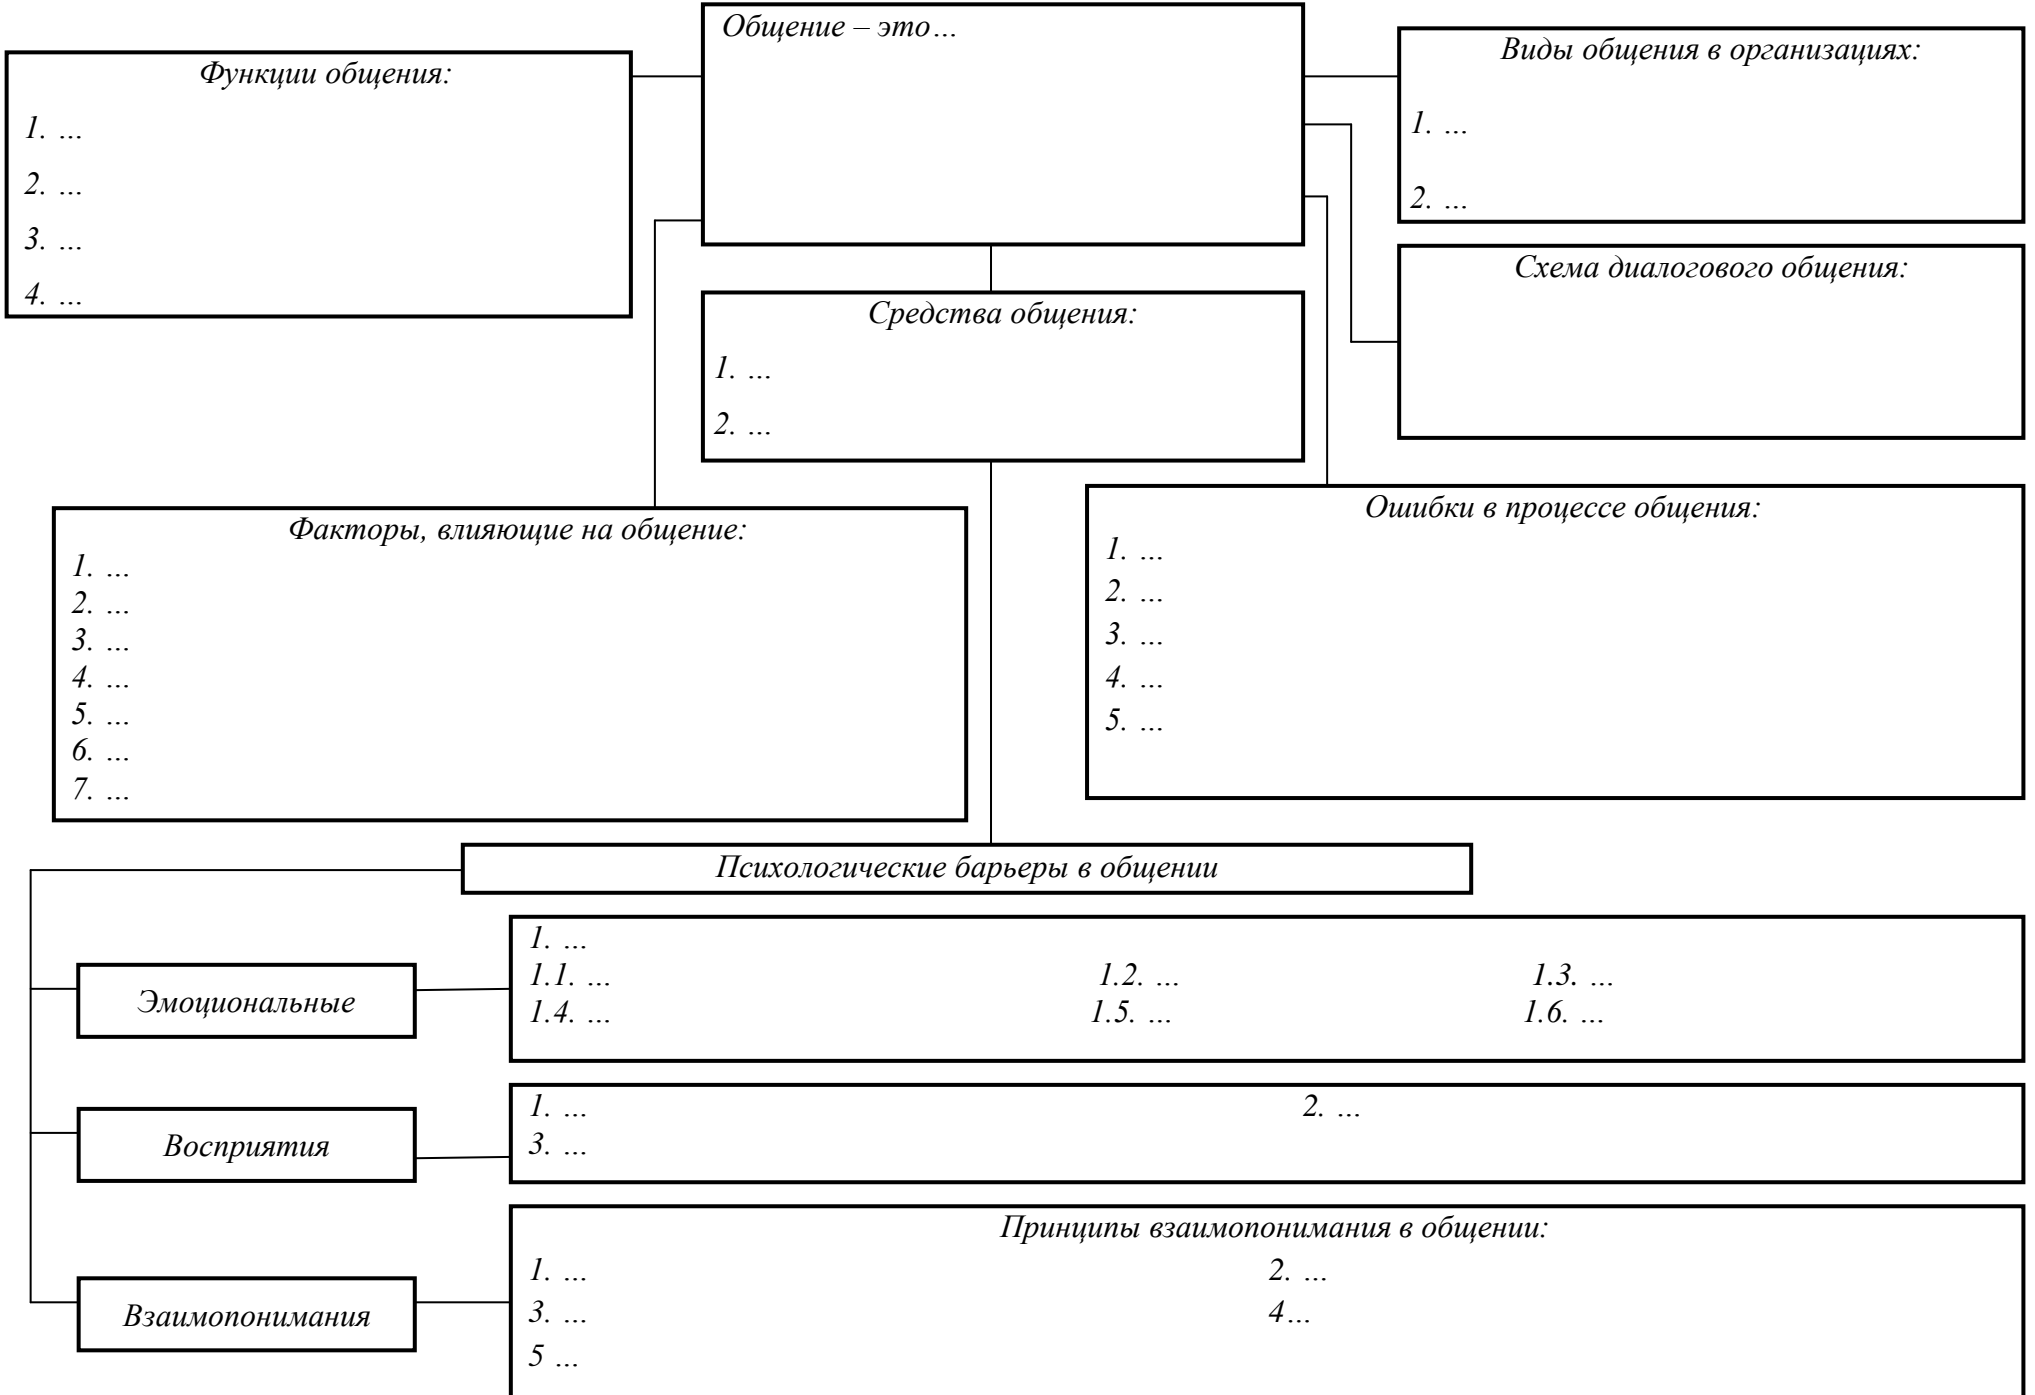 Общение – это…
Функции общения:
1. …
2. …
3. …
4. …
Виды общения в организациях:
1. …
2. …
Схема диалогового общения:
Средства общения:
1. …
2. …
Факторы, влияющие на общение:
1. …
2. …
3. …
4. …
5. …
6. …
7. …
Ошибки в процессе общения:
1. …
2. …
3. …
4. …
5. …
Психологические барьеры в общении
Эмоциональные
1. …
1.1. … 1.2. … 1.3. …
1.4. … 1.5. … 1.6. …
Восприятия
1. … 2. …
3. …
Взаимопонимания
Принципы взаимопонимания в общении:
1. … 2. …
3. … 4…
5 …